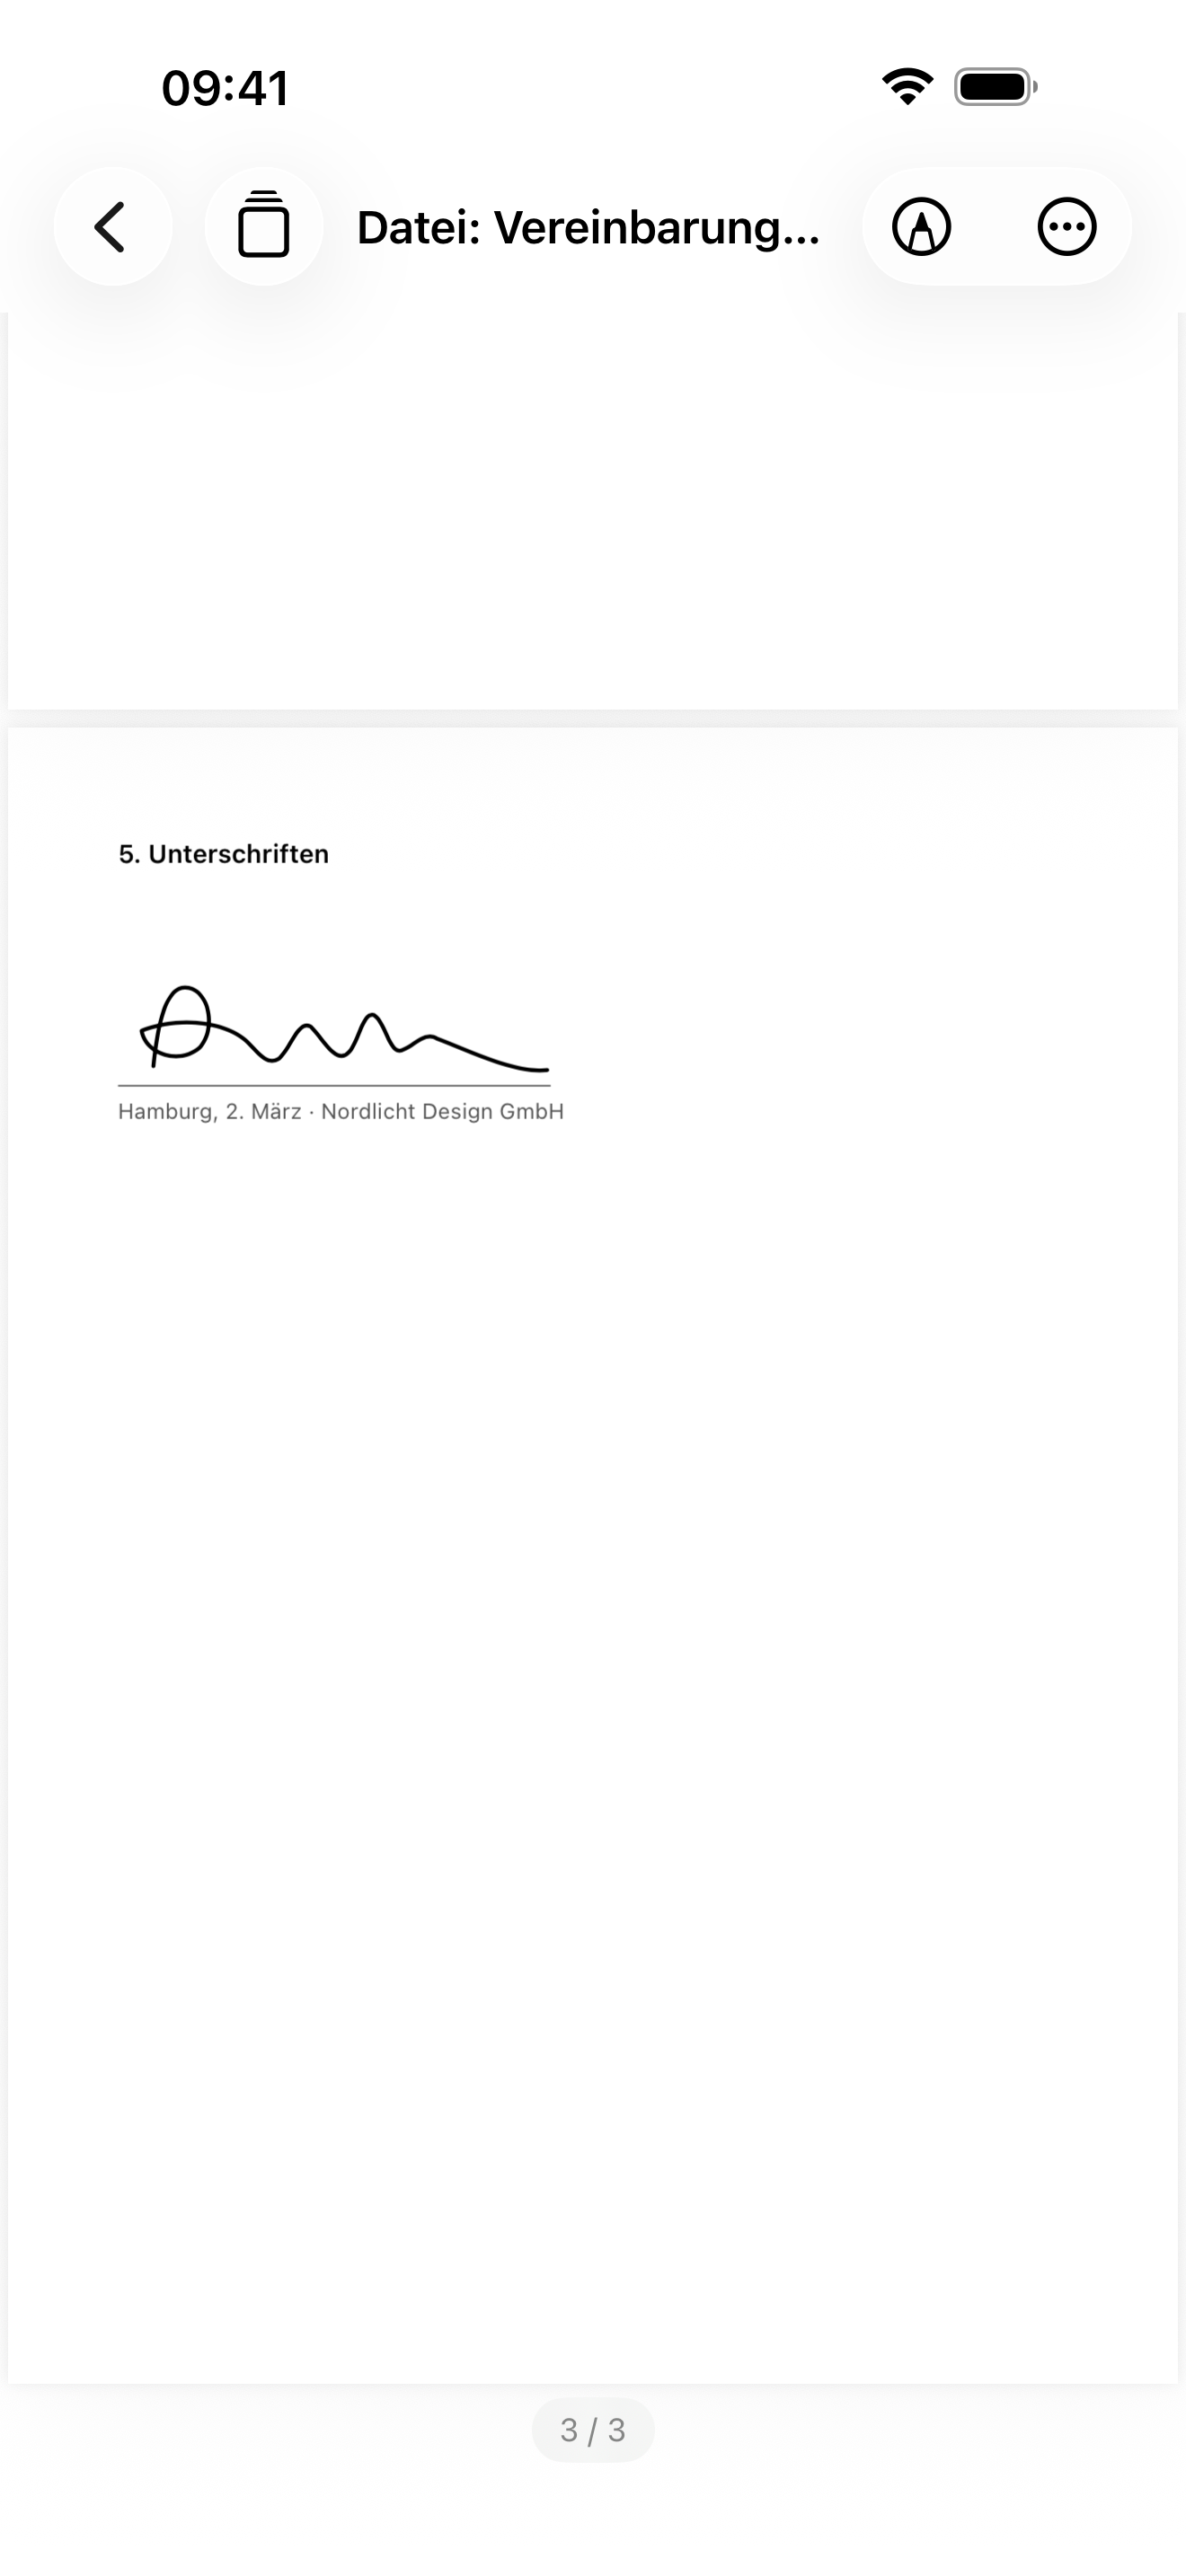 09:41
Datei: Vereinbarung...
5. Unterschriften
Hamburg, 2. März · Nordlicht Design GmbH
3 / 3